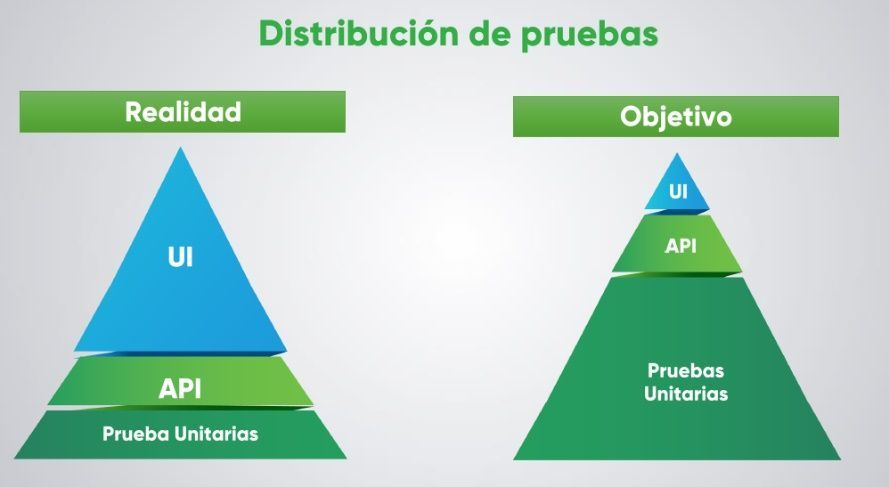 Distribución de pruebas
Realidad
Objetivo
UI
API
Prueba Unitarias
UI
API
Pruebas
Unitarias